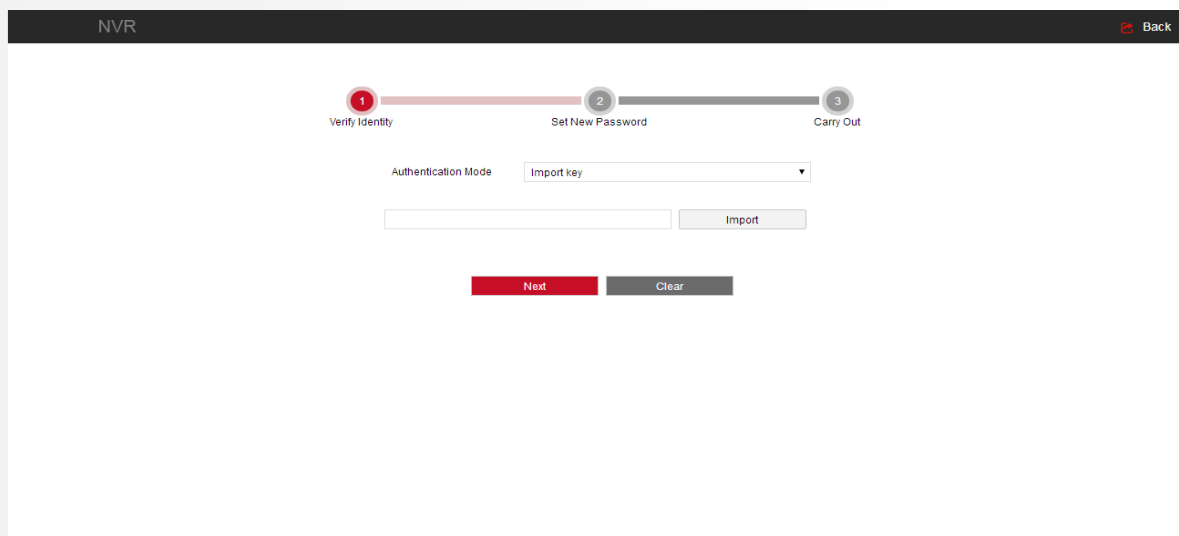 NVR
Back
1
2
3
Verify Identity
Set New Password
Carry Out
Authentication Mode
Import key
Import
Next
Clear